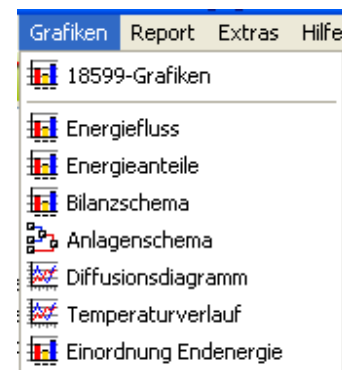 Grafiken Report Extras Hilfe
18599-Grafiken
Energiefluss
Energieanteile
Bilanzschema
Anlagenschema
Diffusionsdiagramm
Temperaturverlauf
Einordnung Endenergie